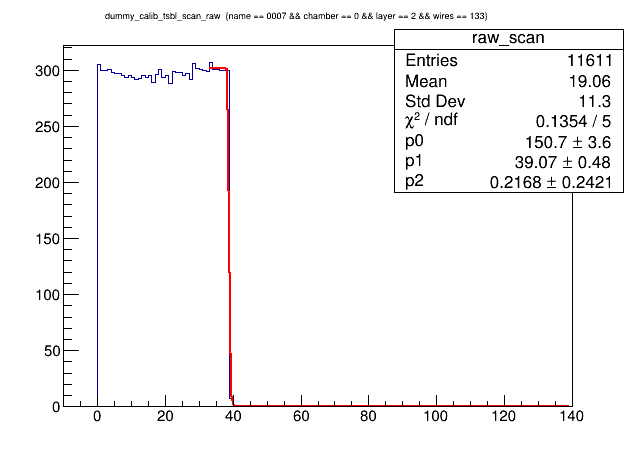 dummy_calib_tsbl_scan_raw  (name == 0007 && chamber == 0 && layer == 2 && wires == 133)
raw_scan
Entries 11611
Mean 19.06
Std Dev 11.3
χ² / ndf 0.1354 / 5
p0 150.7 ± 3.6
p1 39.07 ± 0.48
p2 0.2168 ± 0.2421
300
250
200
150
100
50
0
0 20 40 60 80 100 120 140